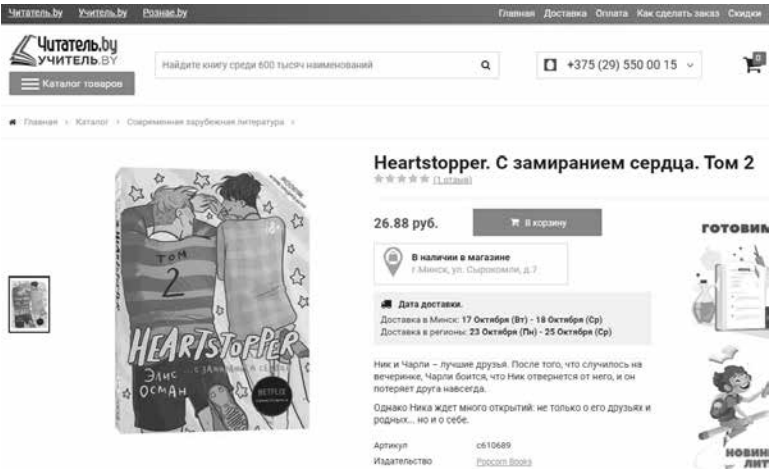 Читатель.by Учитель.by Рознае.by
Главная Доставка Оплата Как сделать заказ Скидки
Читатель.by
УЧИТЕЛЬ.BY
Найдите книгу среди 600 тысяч наименований
+375 (29) 550 00 15
0
Каталог товаров
Главная > Каталог > Современная зарубежная литература >
Heartstopper. С замиранием сердца. Том 2
(1 отзыв)
26.88 руб.
В корзину
ГОТОВИМ
В наличии в магазине
г.Минск, ул. Сырокомли, д.7
Дата доставки.
Доставка в Минск: 17 Октября (Вт) - 18 Октября (Ср)
Доставка в регионы: 23 Октября (Пн) - 25 Октября (Ср)
ТОМ
2
HEARTSTOPPER
...С ЗАМИРАНИЕМ СЕРДЦА
ЭЛИС
ОСМАН
NETFLIX
Ник и Чарли – лучшие друзья. После того, что случилось на
вечеринке, Чарли боится, что Ник отвернется от него, и он
потеряет друга навсегда.
Однако Ника ждет много открытий: не только о его друзьях и
родных... но и о себе.
Артикул c610689
Издательство Popcorn Books
НОВИН
ЛИТ